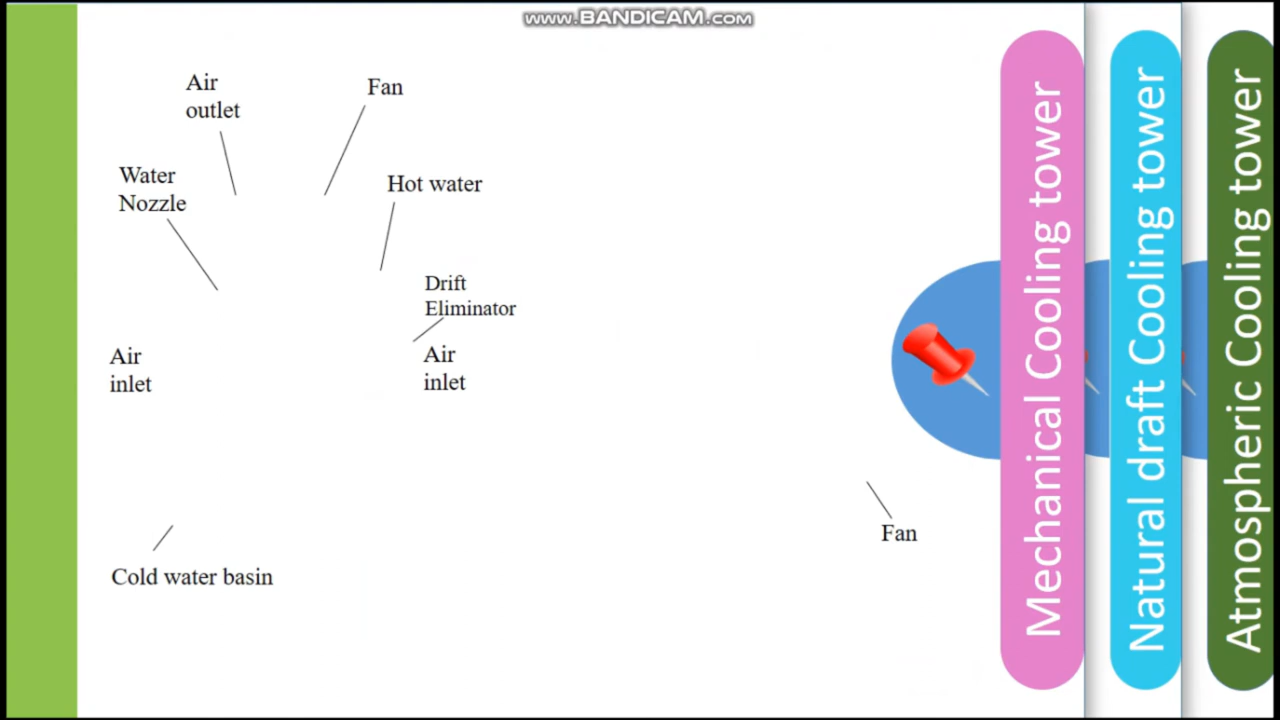 www.BANDICAM.com
Air
outlet
Fan
Water
Nozzle
Hot water
Drift
Eliminator
Air
inlet
Air
inlet
Fan
Cold water basin
Mechanical Cooling tower
Natural draft Cooling tower
Atmospheric Cooling tower